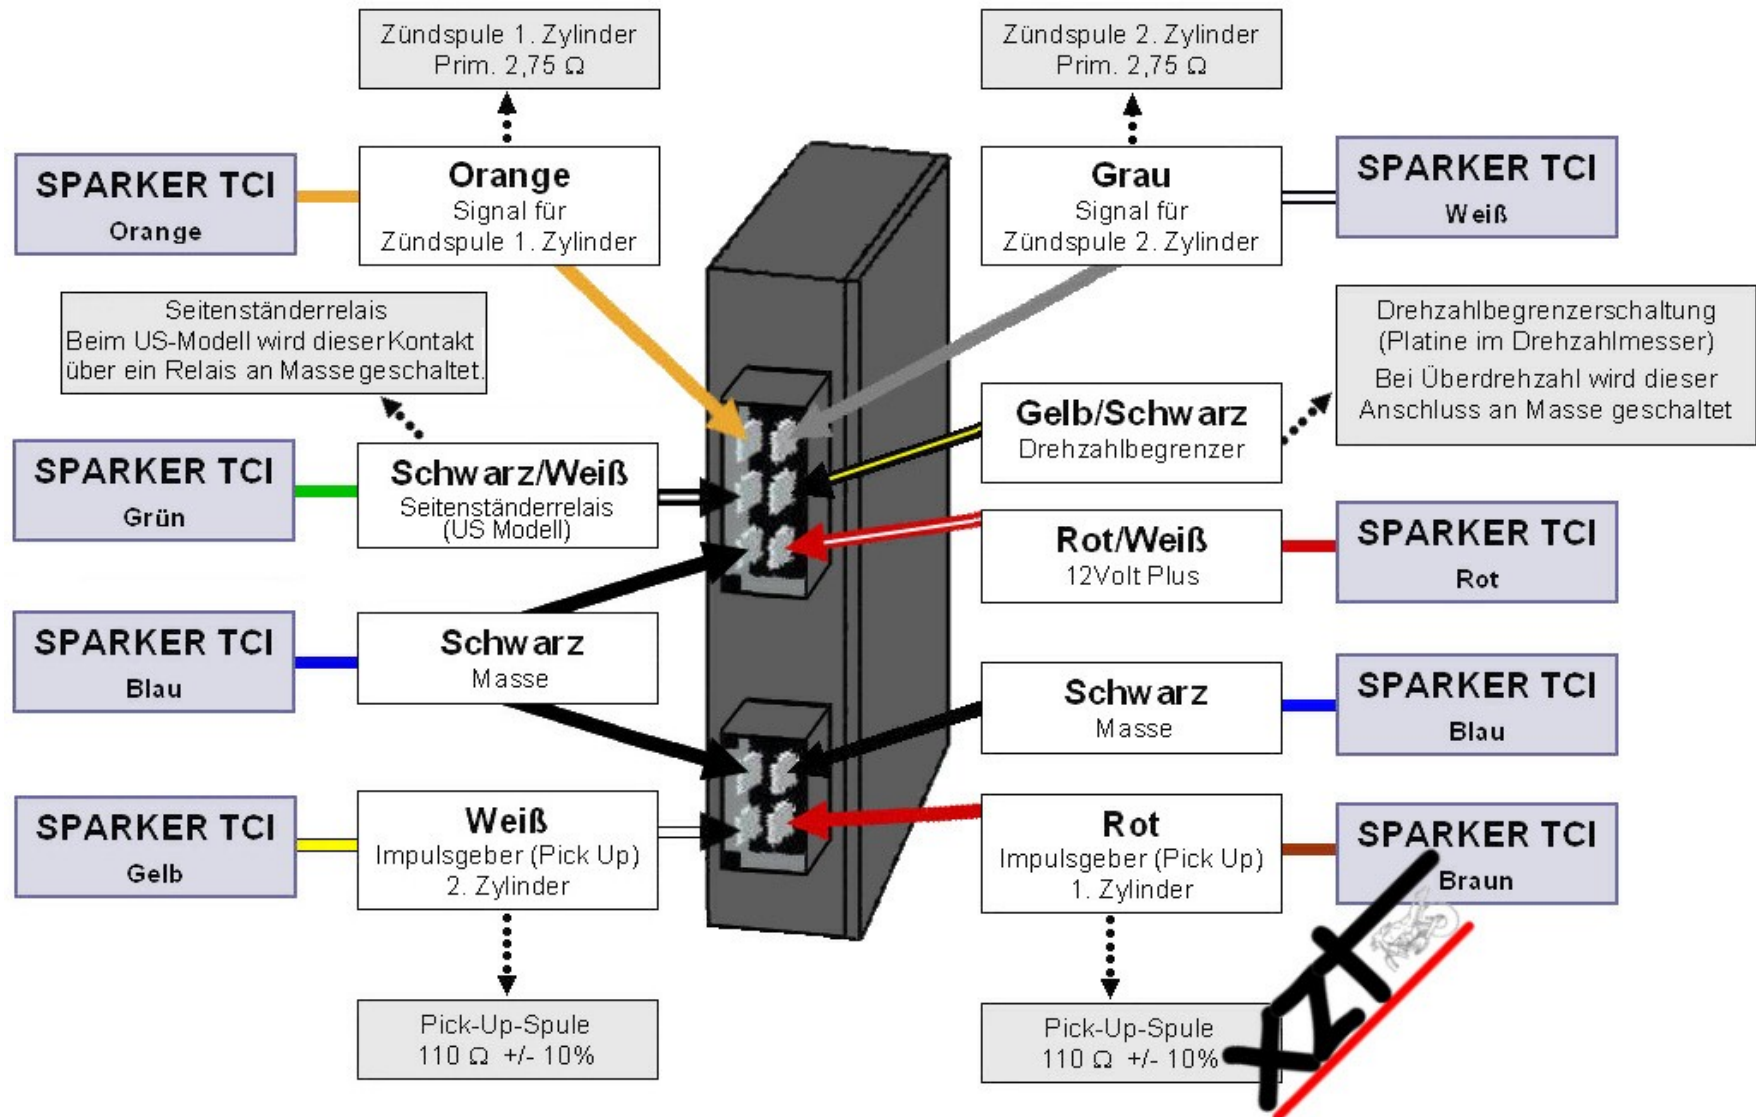 Zündspule 1. Zylinder
Prim. 2,75 Ω
Zündspule 2. Zylinder
Prim. 2,75 Ω
SPARKER TCI
Orange
Orange
Signal für
Zündspule 1. Zylinder
Grau
Signal für
Zündspule 2. Zylinder
SPARKER TCI
Weiß
Seitenständerrelais
Beim US-Modell wird dieser Kontakt
über ein Relais an Masse geschaltet.
Drehzahlbegrenzerschaltung
(Platine im Drehzahlmesser)
Bei Überdrehzahl wird dieser
Anschluss an Masse geschaltet
Gelb/Schwarz
Drehzahlbegrenzer
SPARKER TCI
Grün
Schwarz/Weiß
Seitenständerrelais
(US Modell)
Rot/Weiß
12Volt Plus
SPARKER TCI
Rot
SPARKER TCI
Blau
Schwarz
Masse
Schwarz
Masse
SPARKER TCI
Blau
SPARKER TCI
Gelb
Weiß
Impulsgeber (Pick Up)
2. Zylinder
Rot
Impulsgeber (Pick Up)
1. Zylinder
SPARKER TCI
Braun
Pick-Up-Spule
110 Ω +/- 10%
Pick-Up-Spule
110 Ω +/- 10%
XZT